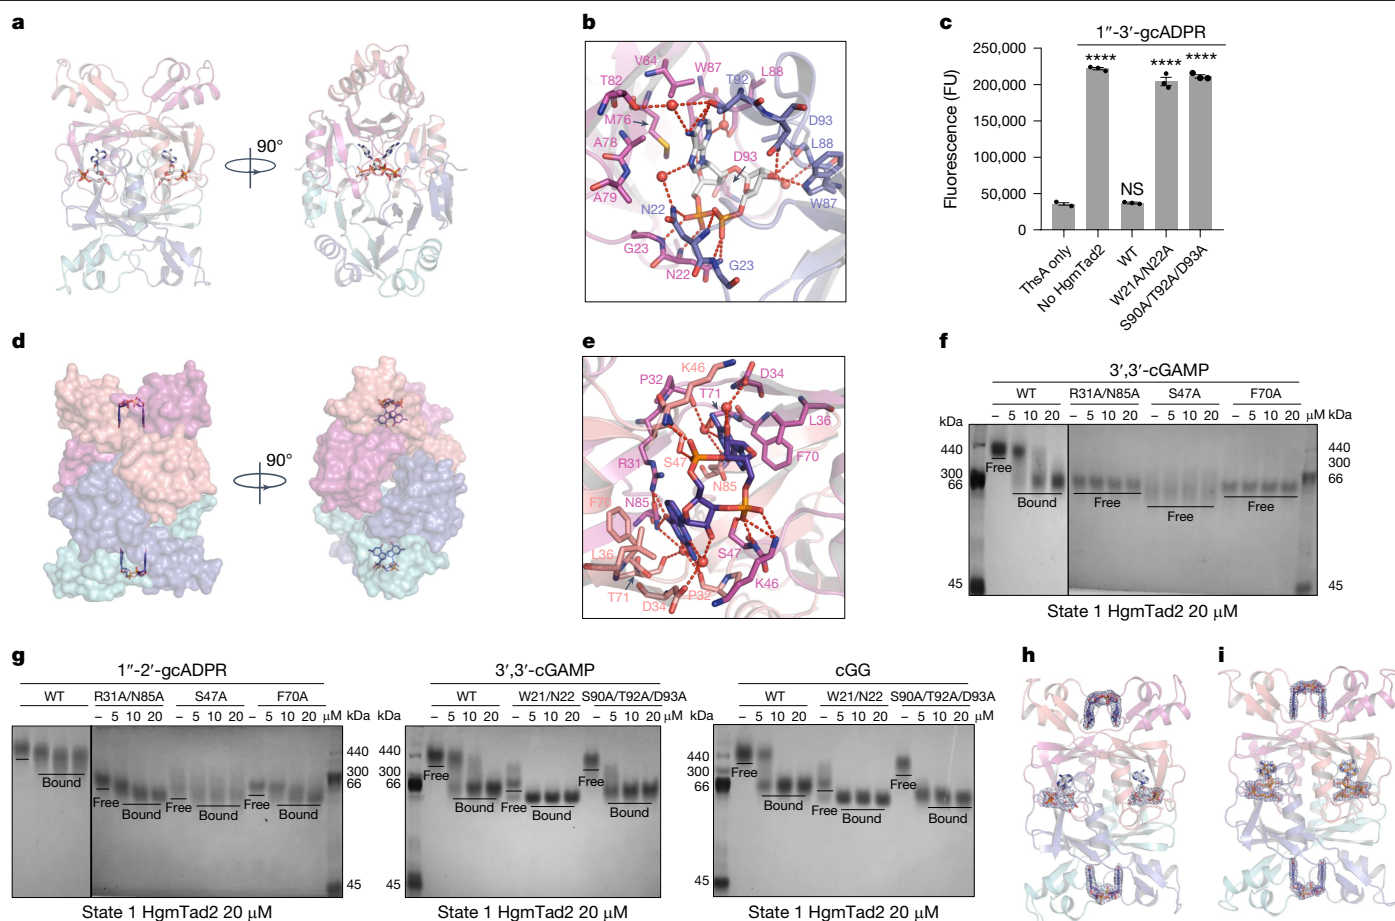 a
90°
b
V84
W87
L88
T82
T92
M76
D93
A78
L88
D93
A79
W87
N22
G23
N22
G23
c
1″-3′-gcADPR
Fluorescence (FU)
250,000
200,000
150,000
100,000
50,000
0
****
NS
****
****
ThsA only
No HgmTad2
WT
W21A/N22A
S90A/T92A/D93A
d
90°
e
K46
P32
D34
T71
L36
F70
R31
S47
N85
F70
N85
L36
S47
K46
T71
D34
P32
f
3′,3′-cGAMP
WT R31A/N85A S47A F70A
kDa – 5 10 20 – 5 10 20 – 5 10 20 – 5 10 20 μM kDa
440
300
66
45
Free
Bound
Free
Free
Free
440
300
66
45
State 1 HgmTad2 20 μM
g
1″-2′-gcADPR
WT R31A/N85A S47A F70A
– 5 10 20 – 5 10 20 – 5 10 20 – 5 10 20 μM kDa
Bound
Free
Bound
Free
Bound
Free
Bound
440
300
66
45
State 1 HgmTad2 20 μM
3′,3′-cGAMP
WT W21/N22 S90A/T92A/D93A
kDa – 5 10 20 – 5 10 20 – 5 10 20 μM
440
300
66
45
Free
Bound
Free
Bound
Free
Bound
State 1 HgmTad2 20 μM
cGG
WT W21/N22 S90A/T92A/D93A
kDa – 5 10 20 – 5 10 20 – 5 10 20 μM
440
300
66
45
Free
Bound
Free
Bound
Free
Bound
State 1 HgmTad2 20 μM
h
i